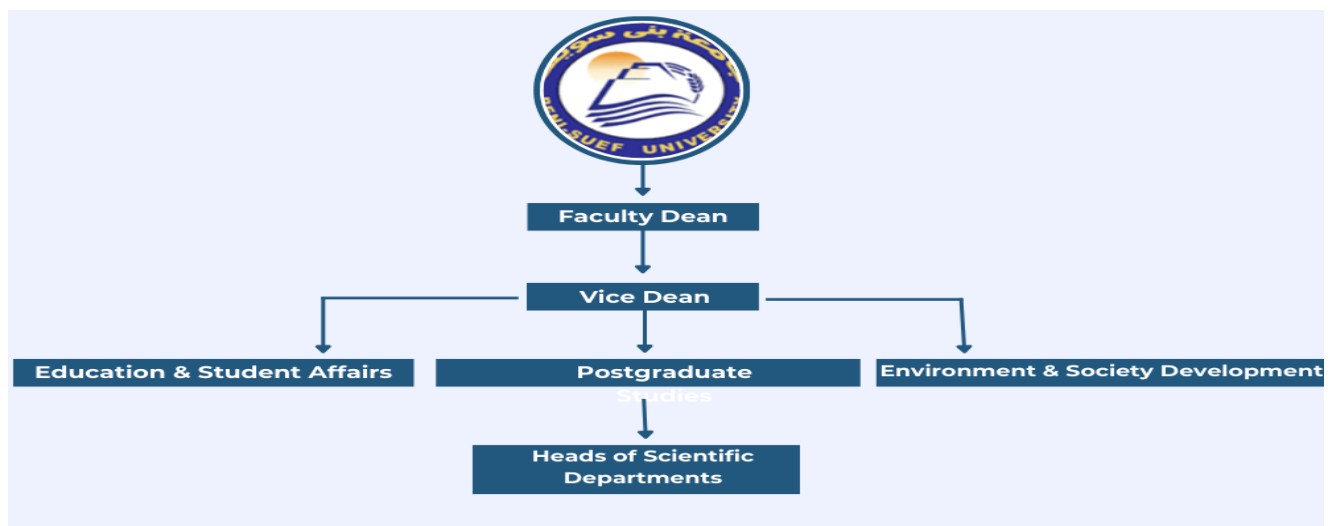 جامعة بنى سويف
BENI-SUEF UNIVERSITY
Faculty Dean
Vice Dean
Education & Student Affairs
Postgraduate
Studies
Environment & Society Development
Heads of Scientific
Departments